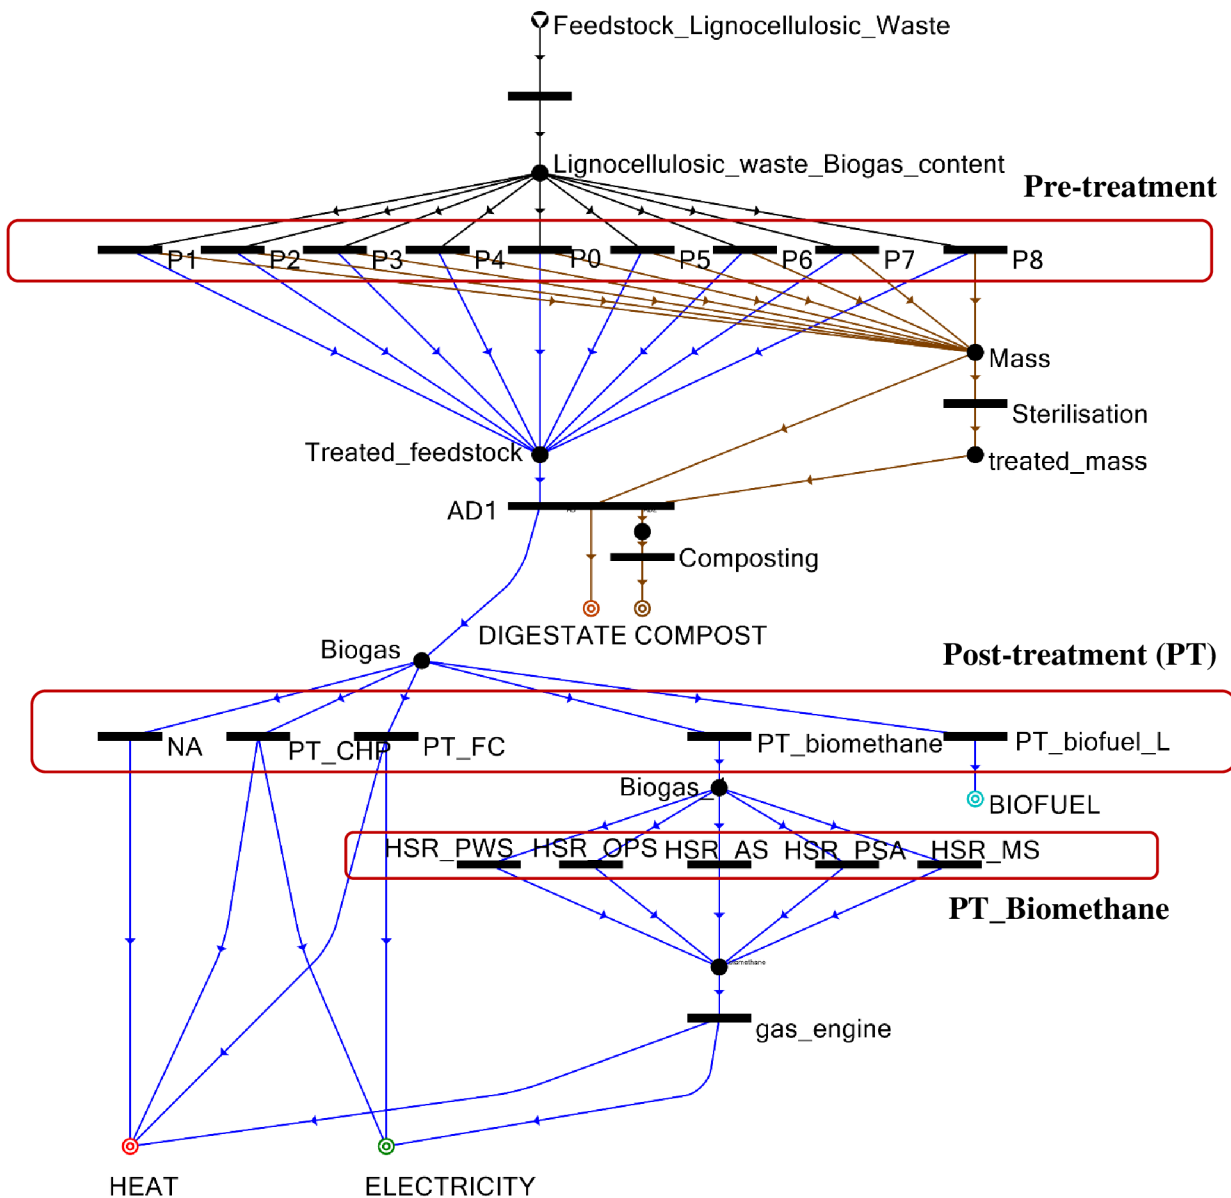 Feedstock_Lignocellulosic_Waste
Lignocellulosic_waste_Biogas_content
Pre-treatment
P1 P2 P3 P4 P0 P5 P6 P7 P8
Mass
Sterilisation
Treated_feedstock
treated_mass
AD1
Composting
DIGESTATE COMPOST
Biogas
Post-treatment (PT)
NA PT_CHP PT_FC PT_biomethane PT_biofuel_L
Biogas_1
BIOFUEL
HSR_PWS HSR_OPS HSR_AS HSR_PSA HSR_MS
PT_Biomethane
gas_engine
HEAT ELECTRICITY